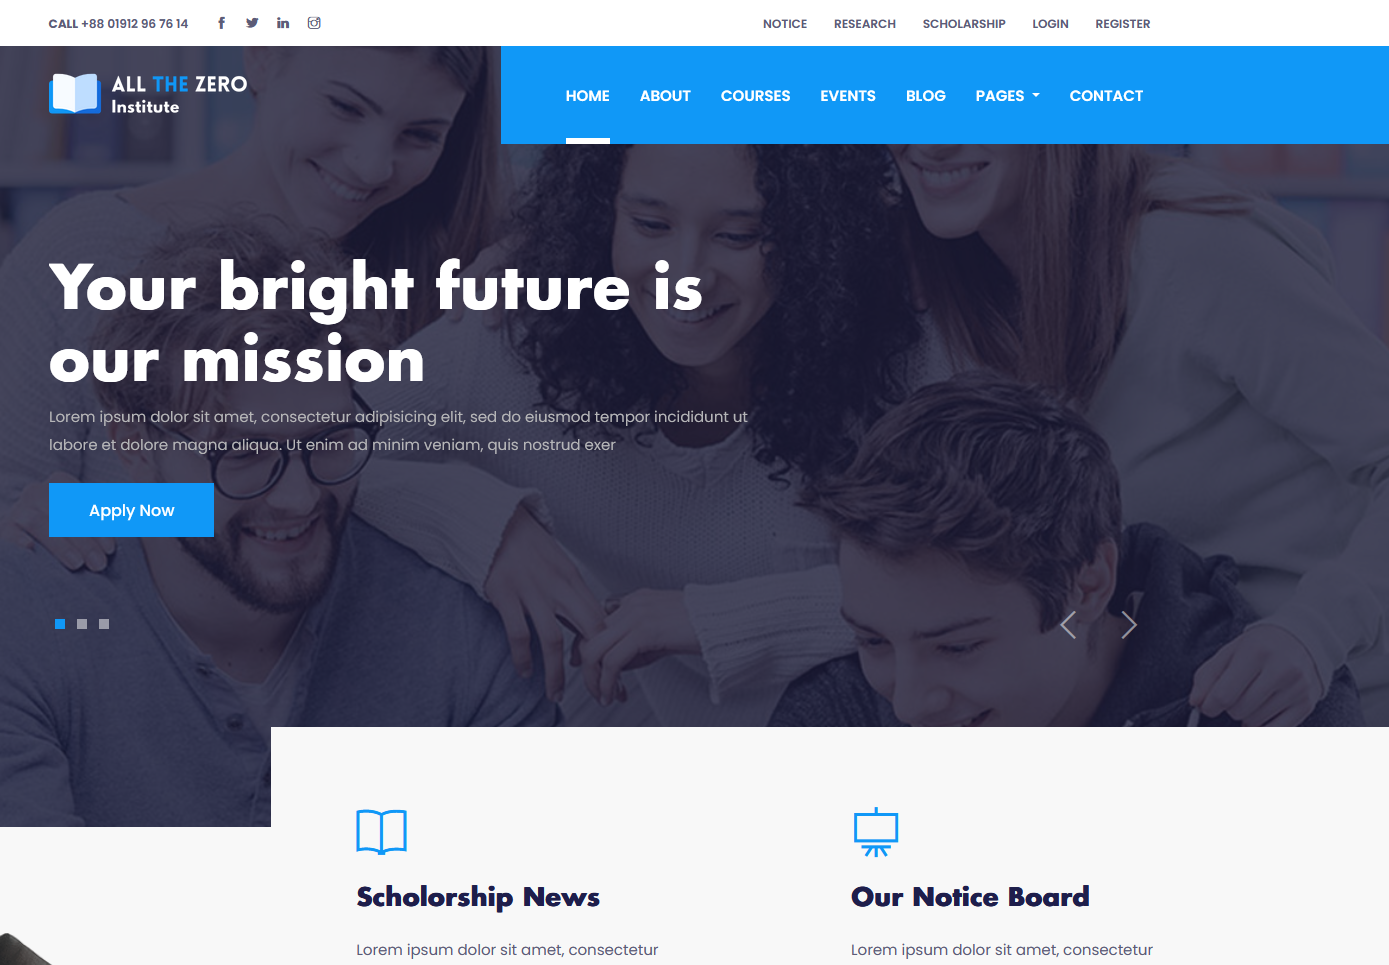 CALL +88 01912 96 76 14
NOTICE RESEARCH SCHOLARSHIP LOGIN REGISTER
ALL THE ZERO
Institute
HOME ABOUT COURSES EVENTS BLOG PAGES CONTACT
Your bright future is
our mission
Lorem ipsum dolor sit amet, consectetur adipisicing elit, sed do eiusmod tempor incididunt ut
labore et dolore magna aliqua. Ut enim ad minim veniam, quis nostrud exer
Apply Now
Scholorship News
Lorem ipsum dolor sit amet, consectetur
Our Notice Board
Lorem ipsum dolor sit amet, consectetur